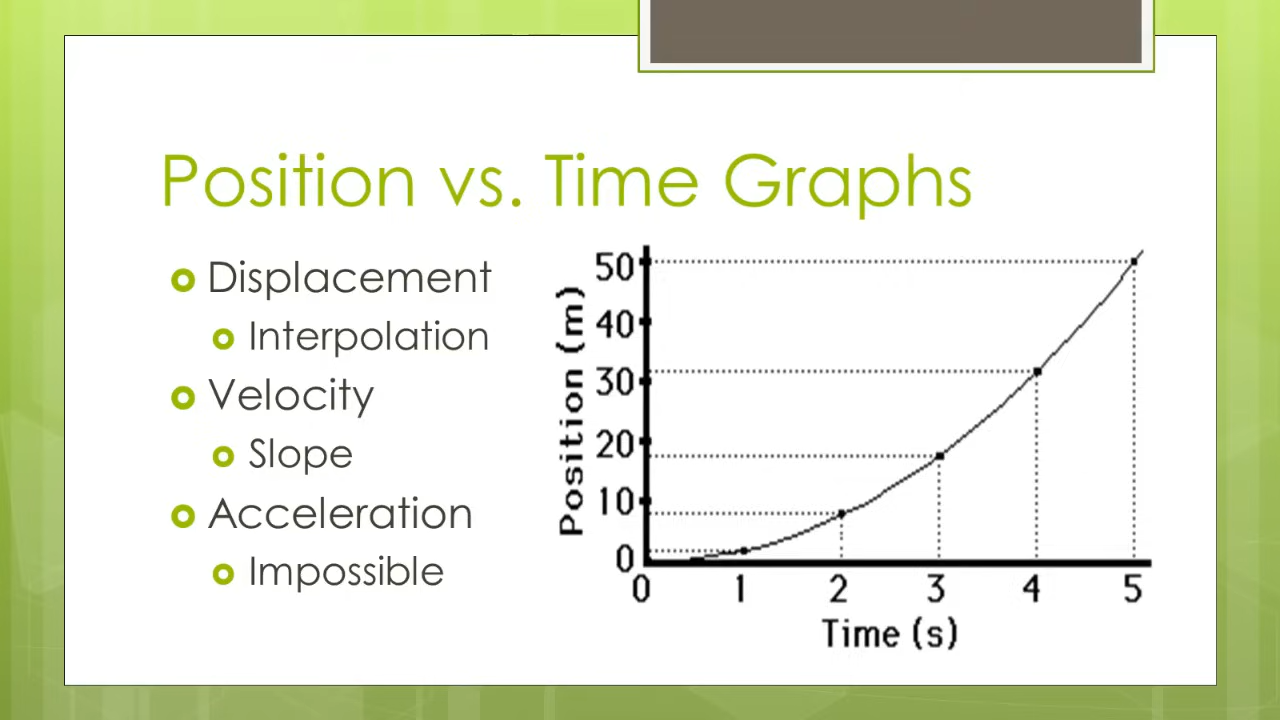 Position vs. Time Graphs
Displacement
Interpolation
Velocity
Slope
Acceleration
Impossible
Position (m)
50
40
30
20
10
0
0 1 2 3 4 5
Time (s)